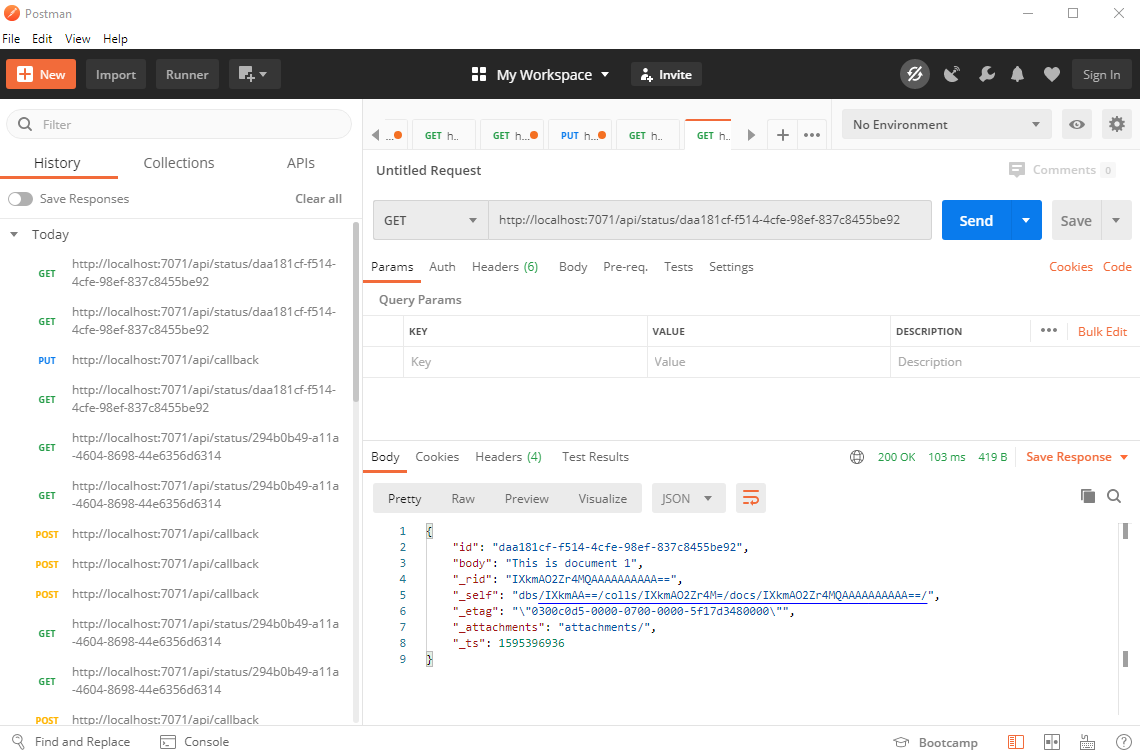 Postman
File Edit View Help
New Import Runner My Workspace Invite Sign In
Filter
History Collections APIs
Save Responses Clear all
Today
GET http://localhost:7071/api/status/daa181cf-f514-
4cfe-98ef-837c8455be92
GET http://localhost:7071/api/status/daa181cf-f514-
4cfe-98ef-837c8455be92
PUT http://localhost:7071/api/callback
GET http://localhost:7071/api/status/daa181cf-f514-
4cfe-98ef-837c8455be92
GET http://localhost:7071/api/status/294b0b49-a11a
-4604-8698-44e6356d6314
GET http://localhost:7071/api/status/294b0b49-a11a
-4604-8698-44e6356d6314
POST http://localhost:7071/api/callback
POST http://localhost:7071/api/callback
POST http://localhost:7071/api/callback
GET http://localhost:7071/api/status/294b0b49-a11a
-4604-8698-44e6356d6314
GET http://localhost:7071/api/status/294b0b49-a11a
-4604-8698-44e6356d6314
POST http://localhost:7071/api/callback
... GET h.. GET h... PUT h... GET h.. GET h.. No Environment
Untitled Request Comments 0
GET http://localhost:7071/api/status/daa181cf-f514-4cfe-98ef-837c8455be92 Send Save
Params Auth Headers (6) Body Pre-req. Tests Settings Cookies Code
Query Params
KEY VALUE DESCRIPTION Bulk Edit
Key Value Description
Body Cookies Headers (4) Test Results 200 OK 103 ms 419 B Save Response
Pretty Raw Preview Visualize JSON
1 {
2 "id": "daa181cf-f514-4cfe-98ef-837c8455be92",
3 "body": "This is document 1",
4 "_rid": "IXkmAO2Zr4MQAAAAAAAAAA==",
5 "_self": "dbs/IXkmAA==/colls/IXkmAO2Zr4M=/docs/IXkmAO2Zr4MQAAAAAAAAAA==/",
6 "_etag": "\"0300c0d5-0000-0700-0000-5f17d3480000\"",
7 "_attachments": "attachments/",
8 "_ts": 1595396936
9 }
Find and Replace Console Bootcamp